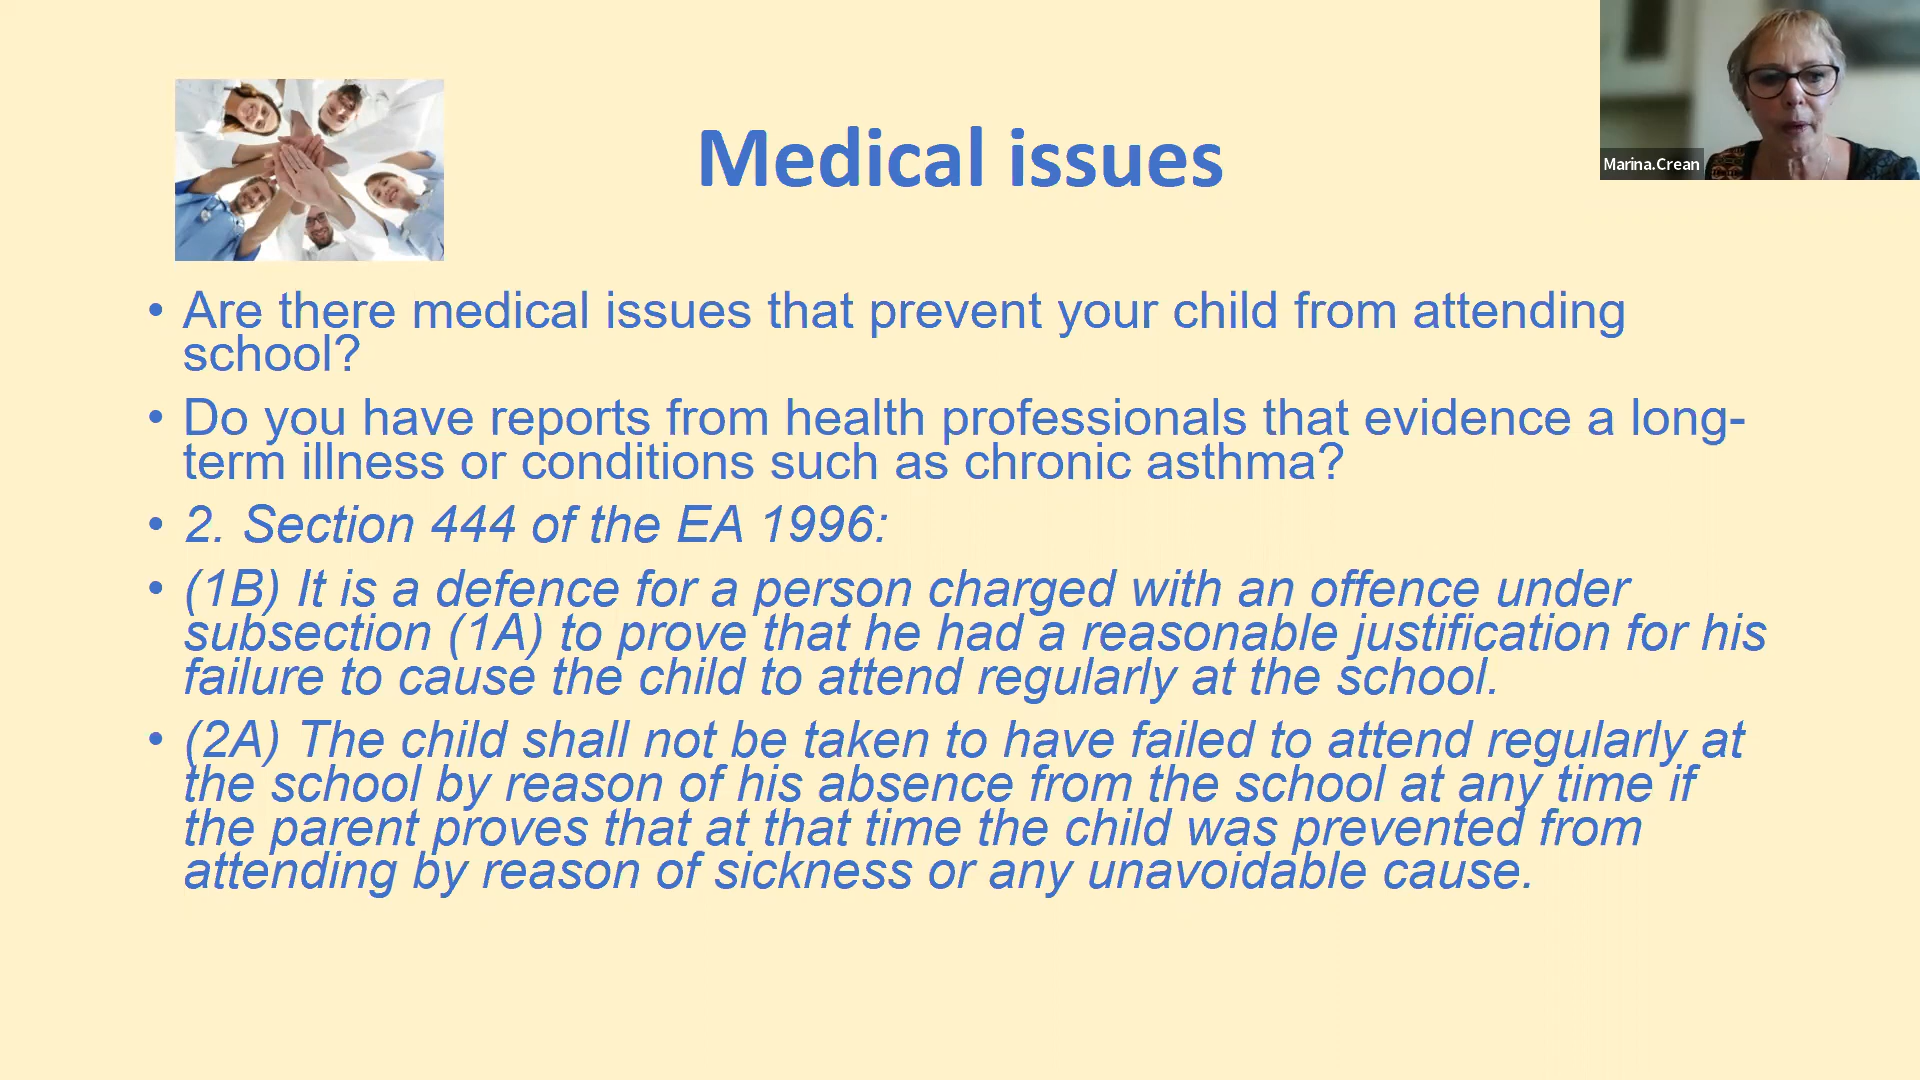 Medical issues
Marina.Crean
• Are there medical issues that prevent your child from attending
school?
• Do you have reports from health professionals that evidence a long-
term illness or conditions such as chronic asthma?
• 2. Section 444 of the EA 1996:
• (1B) It is a defence for a person charged with an offence under
subsection (1A) to prove that he had a reasonable justification for his
failure to cause the child to attend regularly at the school.
• (2A) The child shall not be taken to have failed to attend regularly at
the school by reason of his absence from the school at any time if
the parent proves that at that time the child was prevented from
attending by reason of sickness or any unavoidable cause.